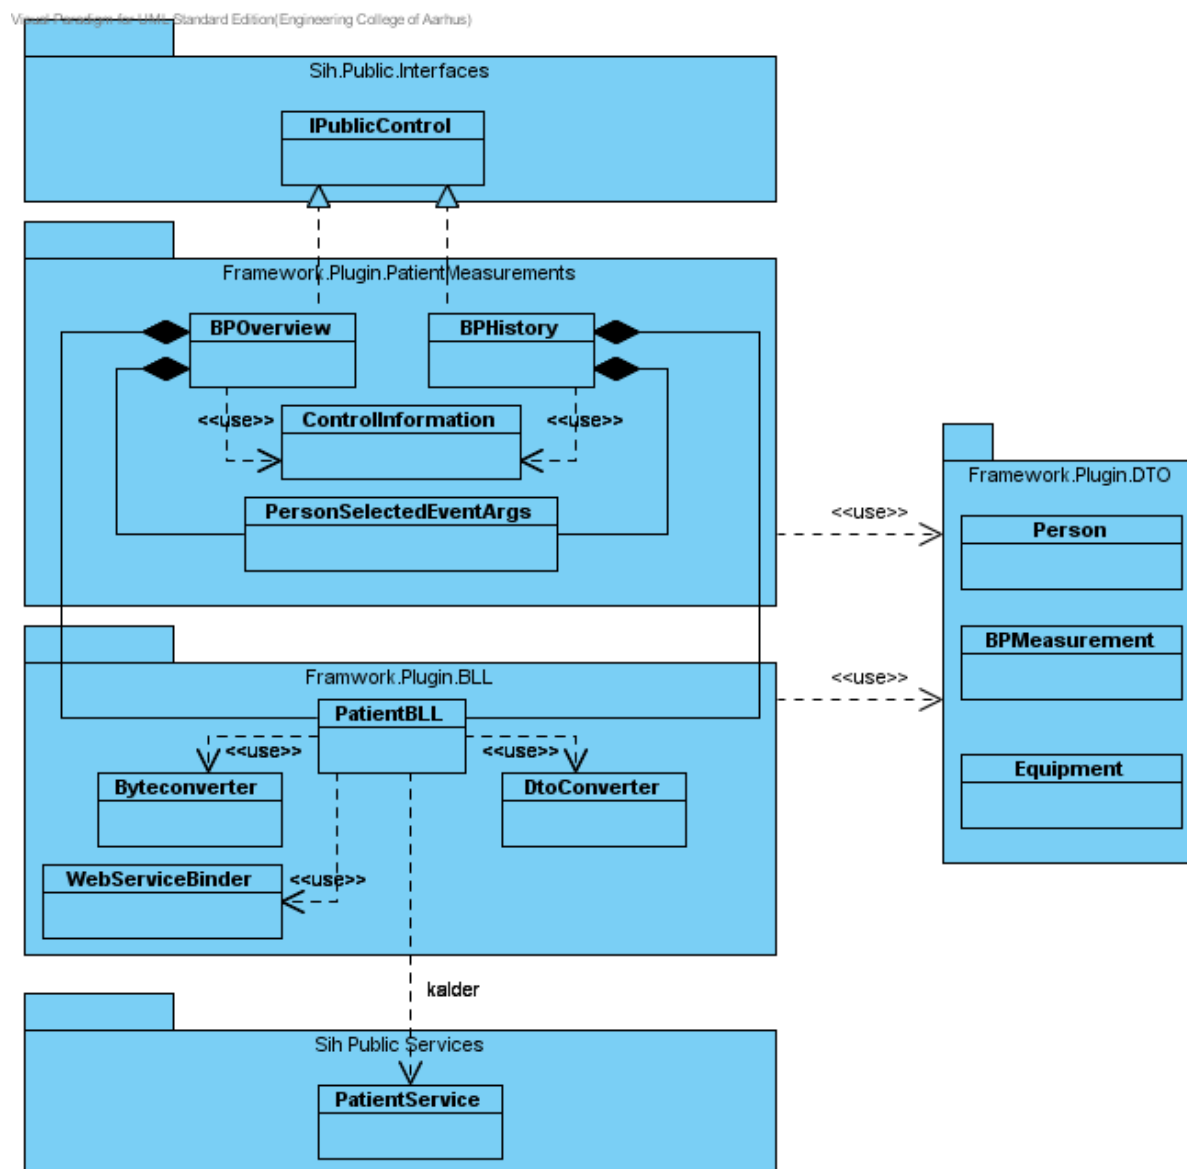 Visual Paradigm for UML Standard Edition(Engineering College of Aarhus)
Sih.Public.Interfaces
IPublicControl
Framework.Plugin.PatientMeasurements
BPOverview
BPHistory
<<use>>
ControlInformation
<<use>>
PersonSelectedEventArgs
<<use>>
Framework.Plugin.DTO
Person
BPMeasurement
Equipment
<<use>>
Framwork.Plugin.BLL
PatientBLL
<<use>>
<<use>>
Byteconverter
DtoConverter
WebServiceBinder
<<use>>
kalder
Sih Public Services
PatientService